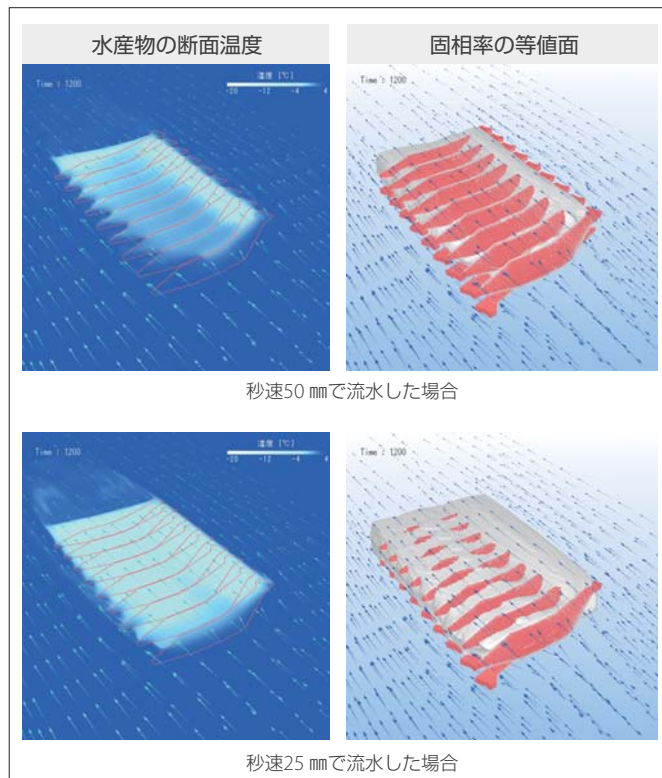 水産物の断面温度
固相率の等値面
Time : 1200
温度 [℃]
-20 -12 -4 4
Time : 1200
秒速50 ㎜で流水した場合
Time : 1200
温度 [℃]
-20 -12 -4 4
Time : 1200
秒速25 ㎜で流水した場合